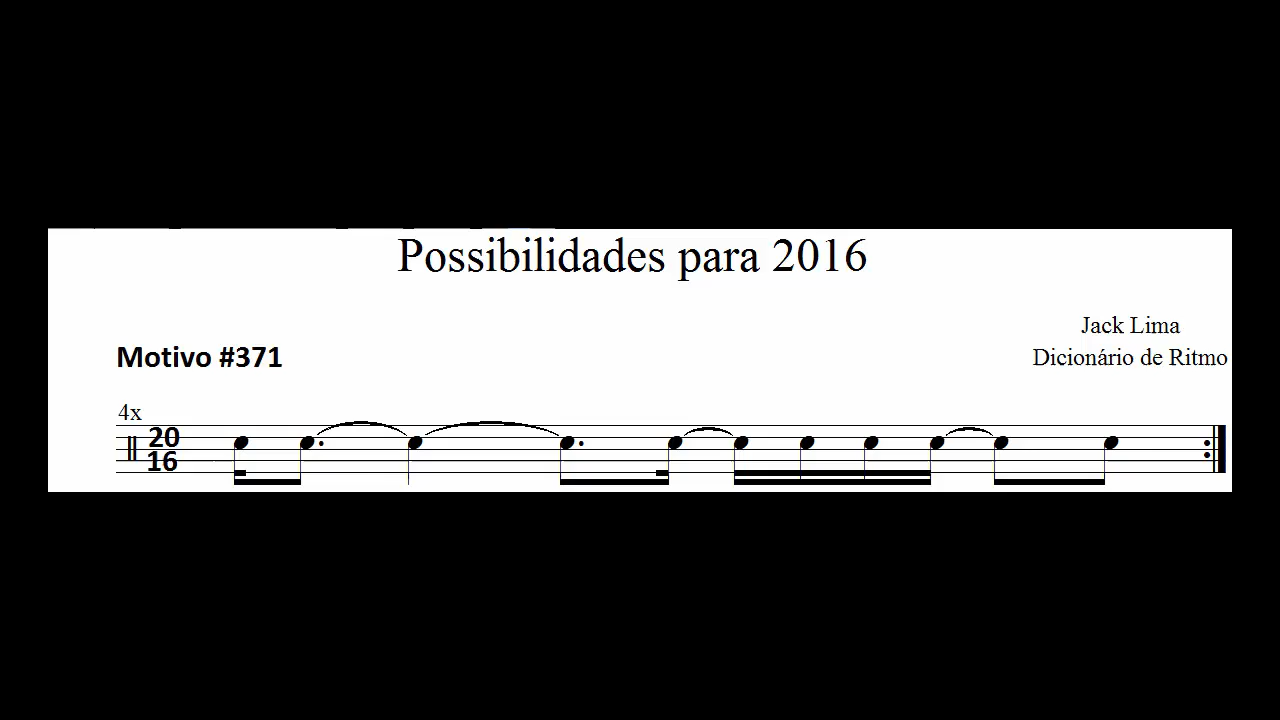 Possibilidades para 2016
Jack Lima
Motivo #371
Dicionário de Ritmo
4x
20
16